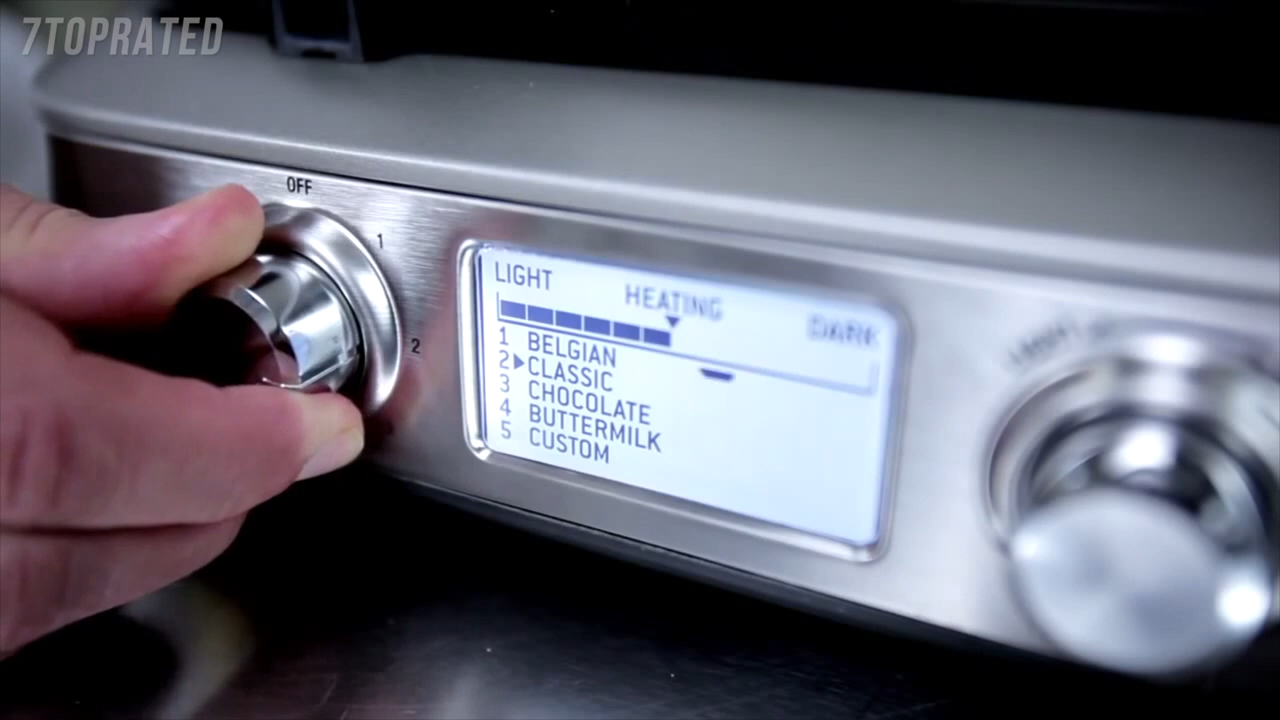 7TOPRATED
OFF
1
2
LIGHT HEATING DARK
1 BELGIAN
2 CLASSIC
3 CHOCOLATE
4 BUTTERMILK
5 CUSTOM